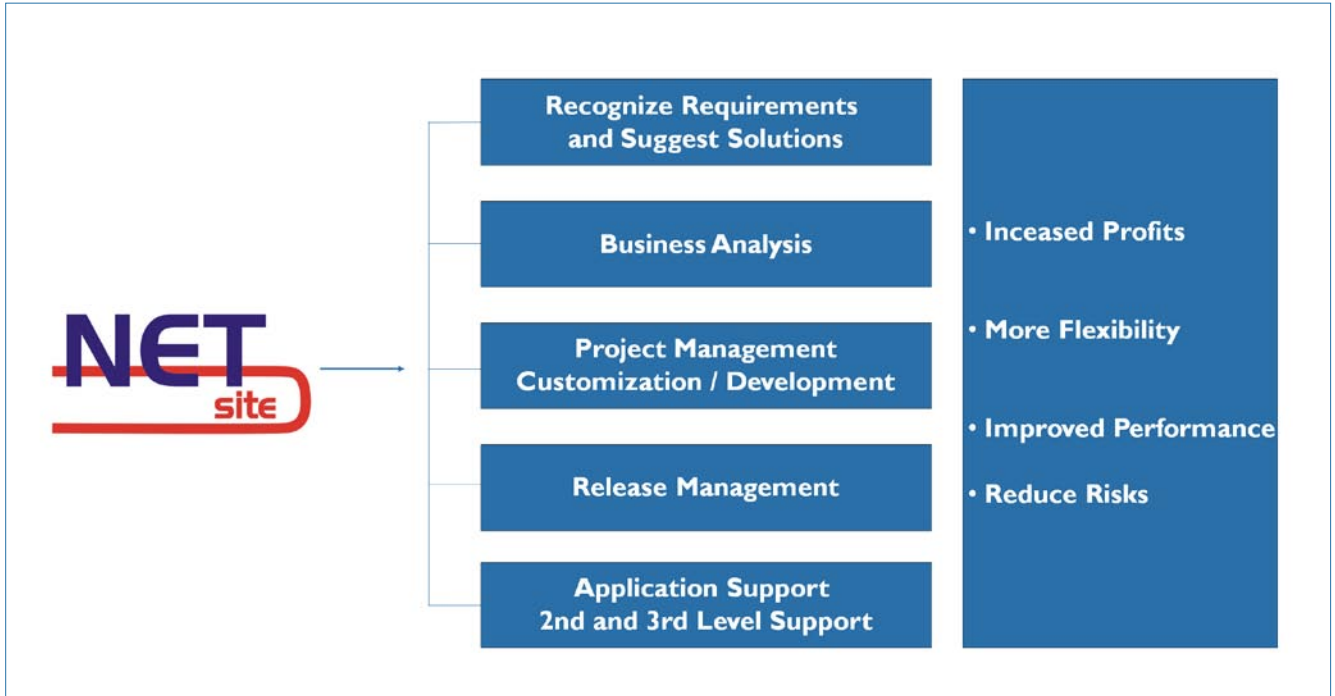 NET
site
Recognize Requirements
and Suggest Solutions
Business Analysis
Project Management
Customization / Development
Release Management
Application Support
2nd and 3rd Level Support
• Inceased Profits
• More Flexibility
• Improved Performance
• Reduce Risks